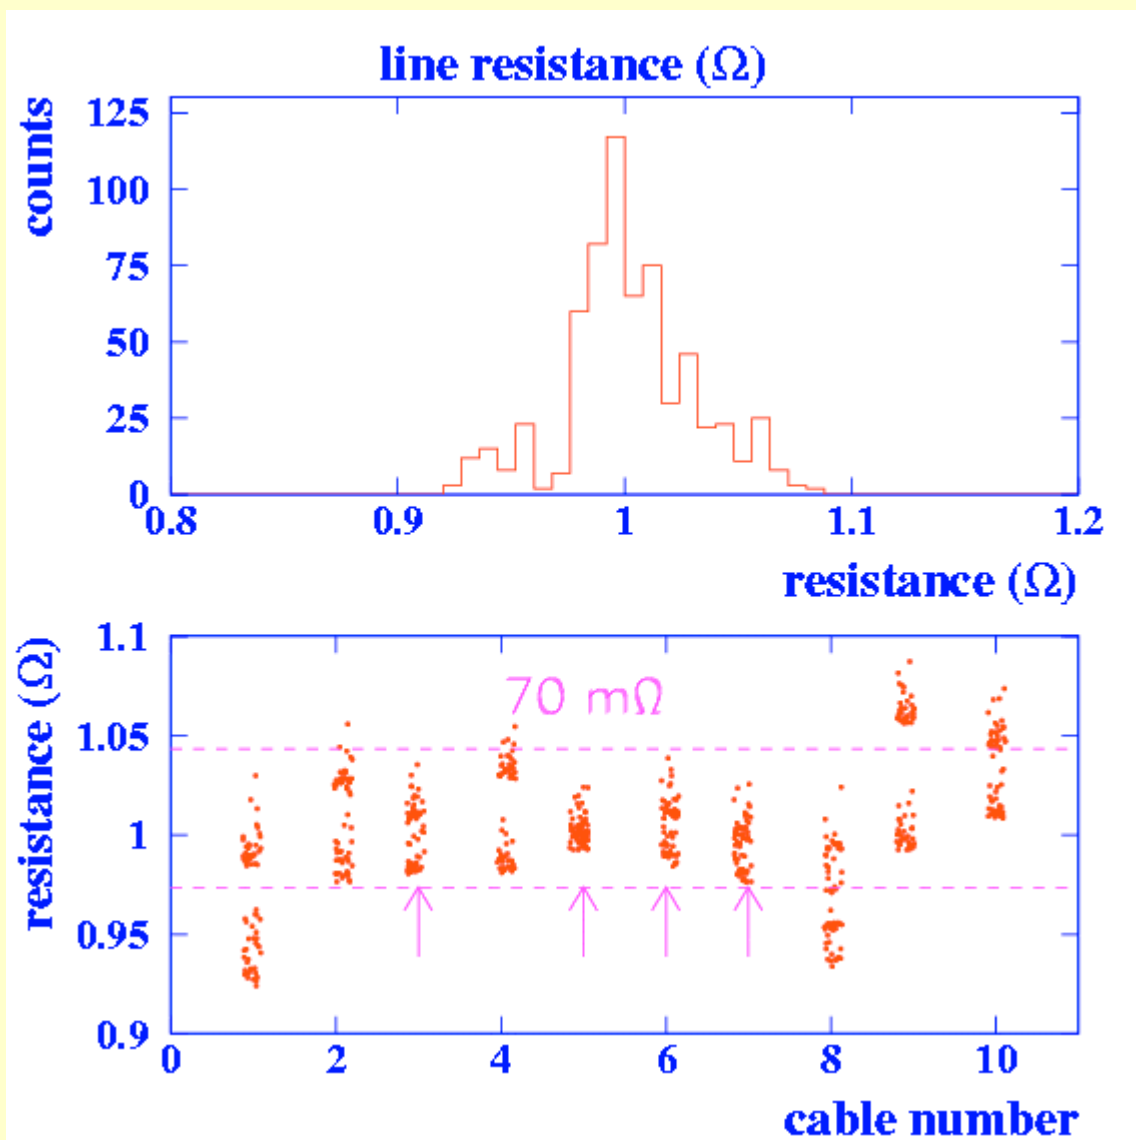 line resistance (Ω)
counts
125
100
75
50
25
0
0.8 0.9 1 1.1 1.2
resistance (Ω)
resistance (Ω)
1.1
1.05
1
0.95
0.9
70 mΩ
0 2 4 6 8 10
cable number